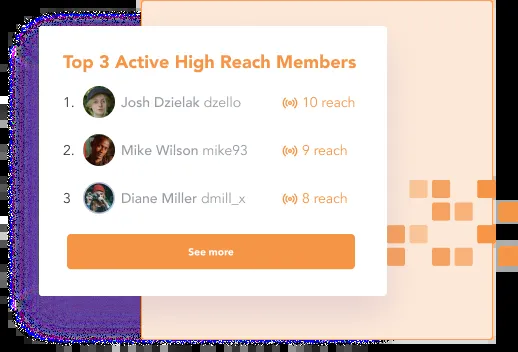 Top 3 Active High Reach Members
1. Josh Dzielak dzello 10 reach
2. Mike Wilson mike93 9 reach
3 Diane Miller dmill_x 8 reach
See more